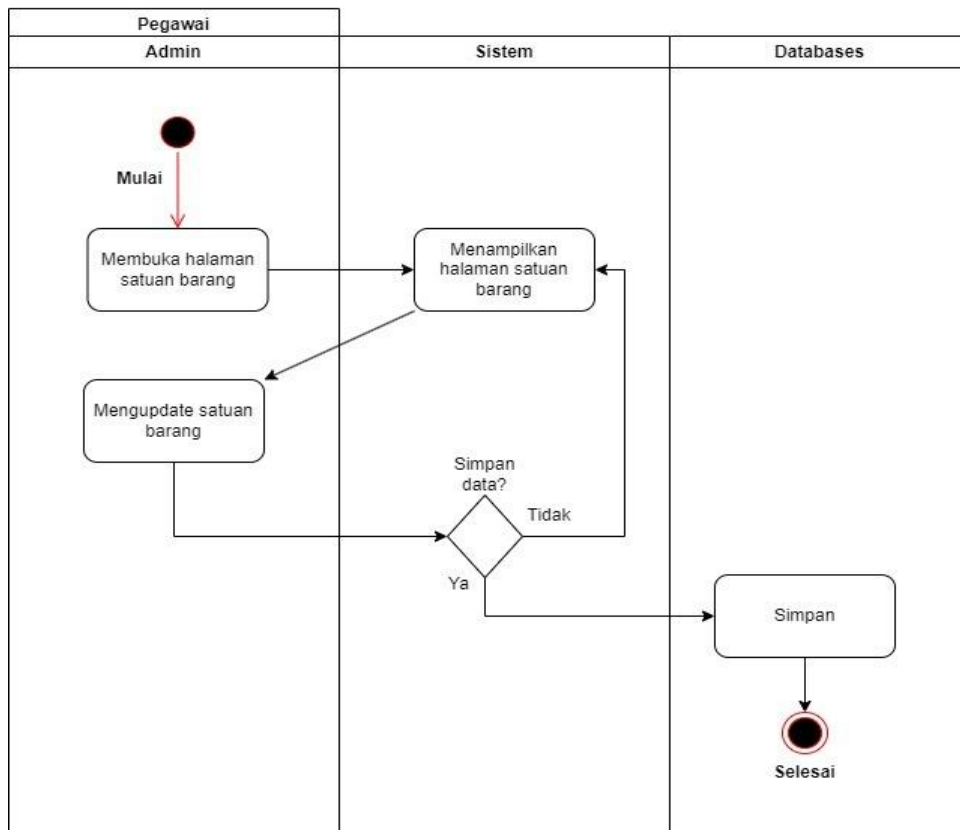 Pegawai
Admin
Sistem
Databases
Mulai
Membuka halaman
satuan barang
Menampilkan
halaman satuan
barang
Mengupdate satuan
barang
Simpan
data?
Tidak
Ya
Simpan
Selesai